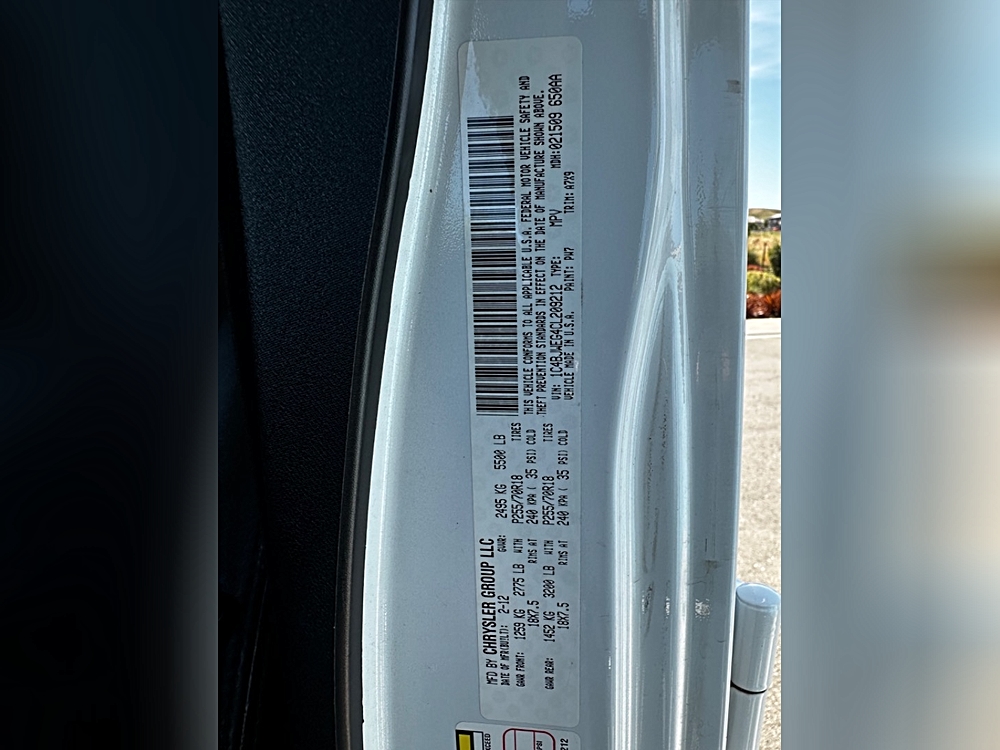 MFD BY CHRYSLER GROUP LLC
DATE OF MFR(BUILT): 2-12 GVWR: 2495 KG 5500 LB
GAWR FRONT: 1259 KG 2775 LB WITH P255/70R18 TIRES
18X7.5 RIMS AT 240 KPA ( 35 PSI) COLD
GAWR REAR: 1452 KG 3200 LB WITH P255/70R18 TIRES
18X7.5 RIMS AT 240 KPA ( 35 PSI) COLD
THIS VEHICLE CONFORMS TO ALL APPLICABLE U.S.A. FEDERAL MOTOR VEHICLE SAFETY AND
THEFT PREVENTION STANDARDS IN EFFECT ON THE DATE OF MANUFACTURE SHOWN ABOVE.
VIN: 1C4BJWEG4CL209212 TYPE: MPV MDH:021509 650AA
VEHICLE MADE IN U.S.A. PAINT: PW7 TRIM: A7X9
212